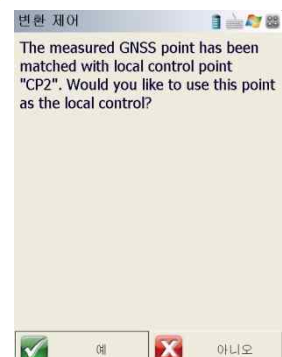 변환 제어
The measured GNSS point has been
matched with local control point
"CP2". Would you like to use this point
as the local control?
예
아니오